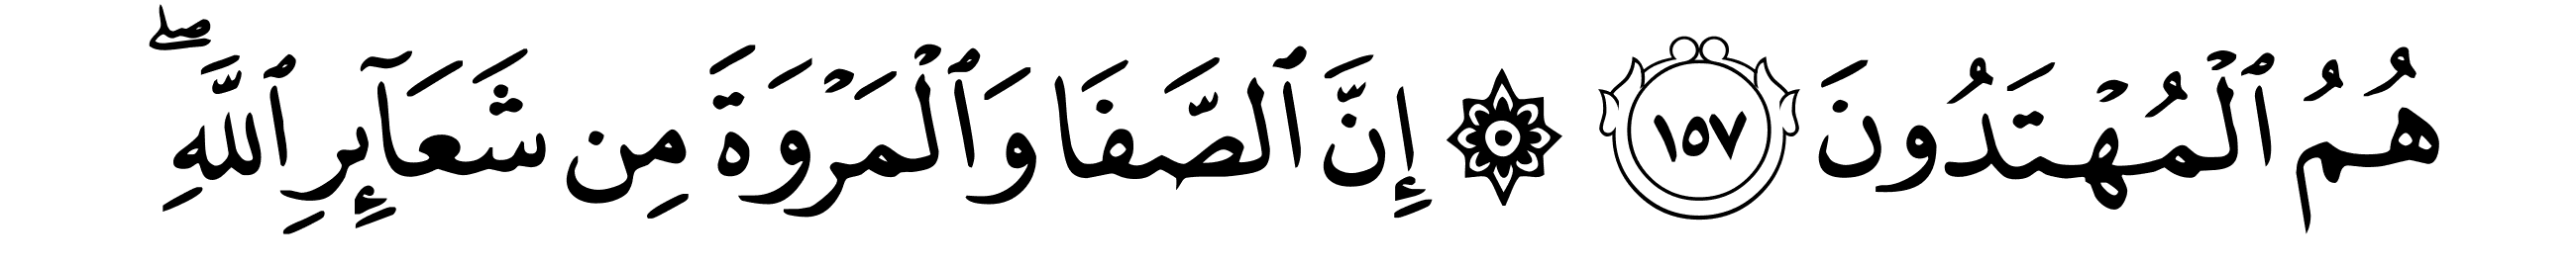 هُمُ ٱلْمُهْتَدُونَ ١٥٧ ۞ إِنَّ ٱلصَّفَا وَٱلْمَرْوَةَ مِن شَعَآئِرِ ٱللَّهِ ۖ